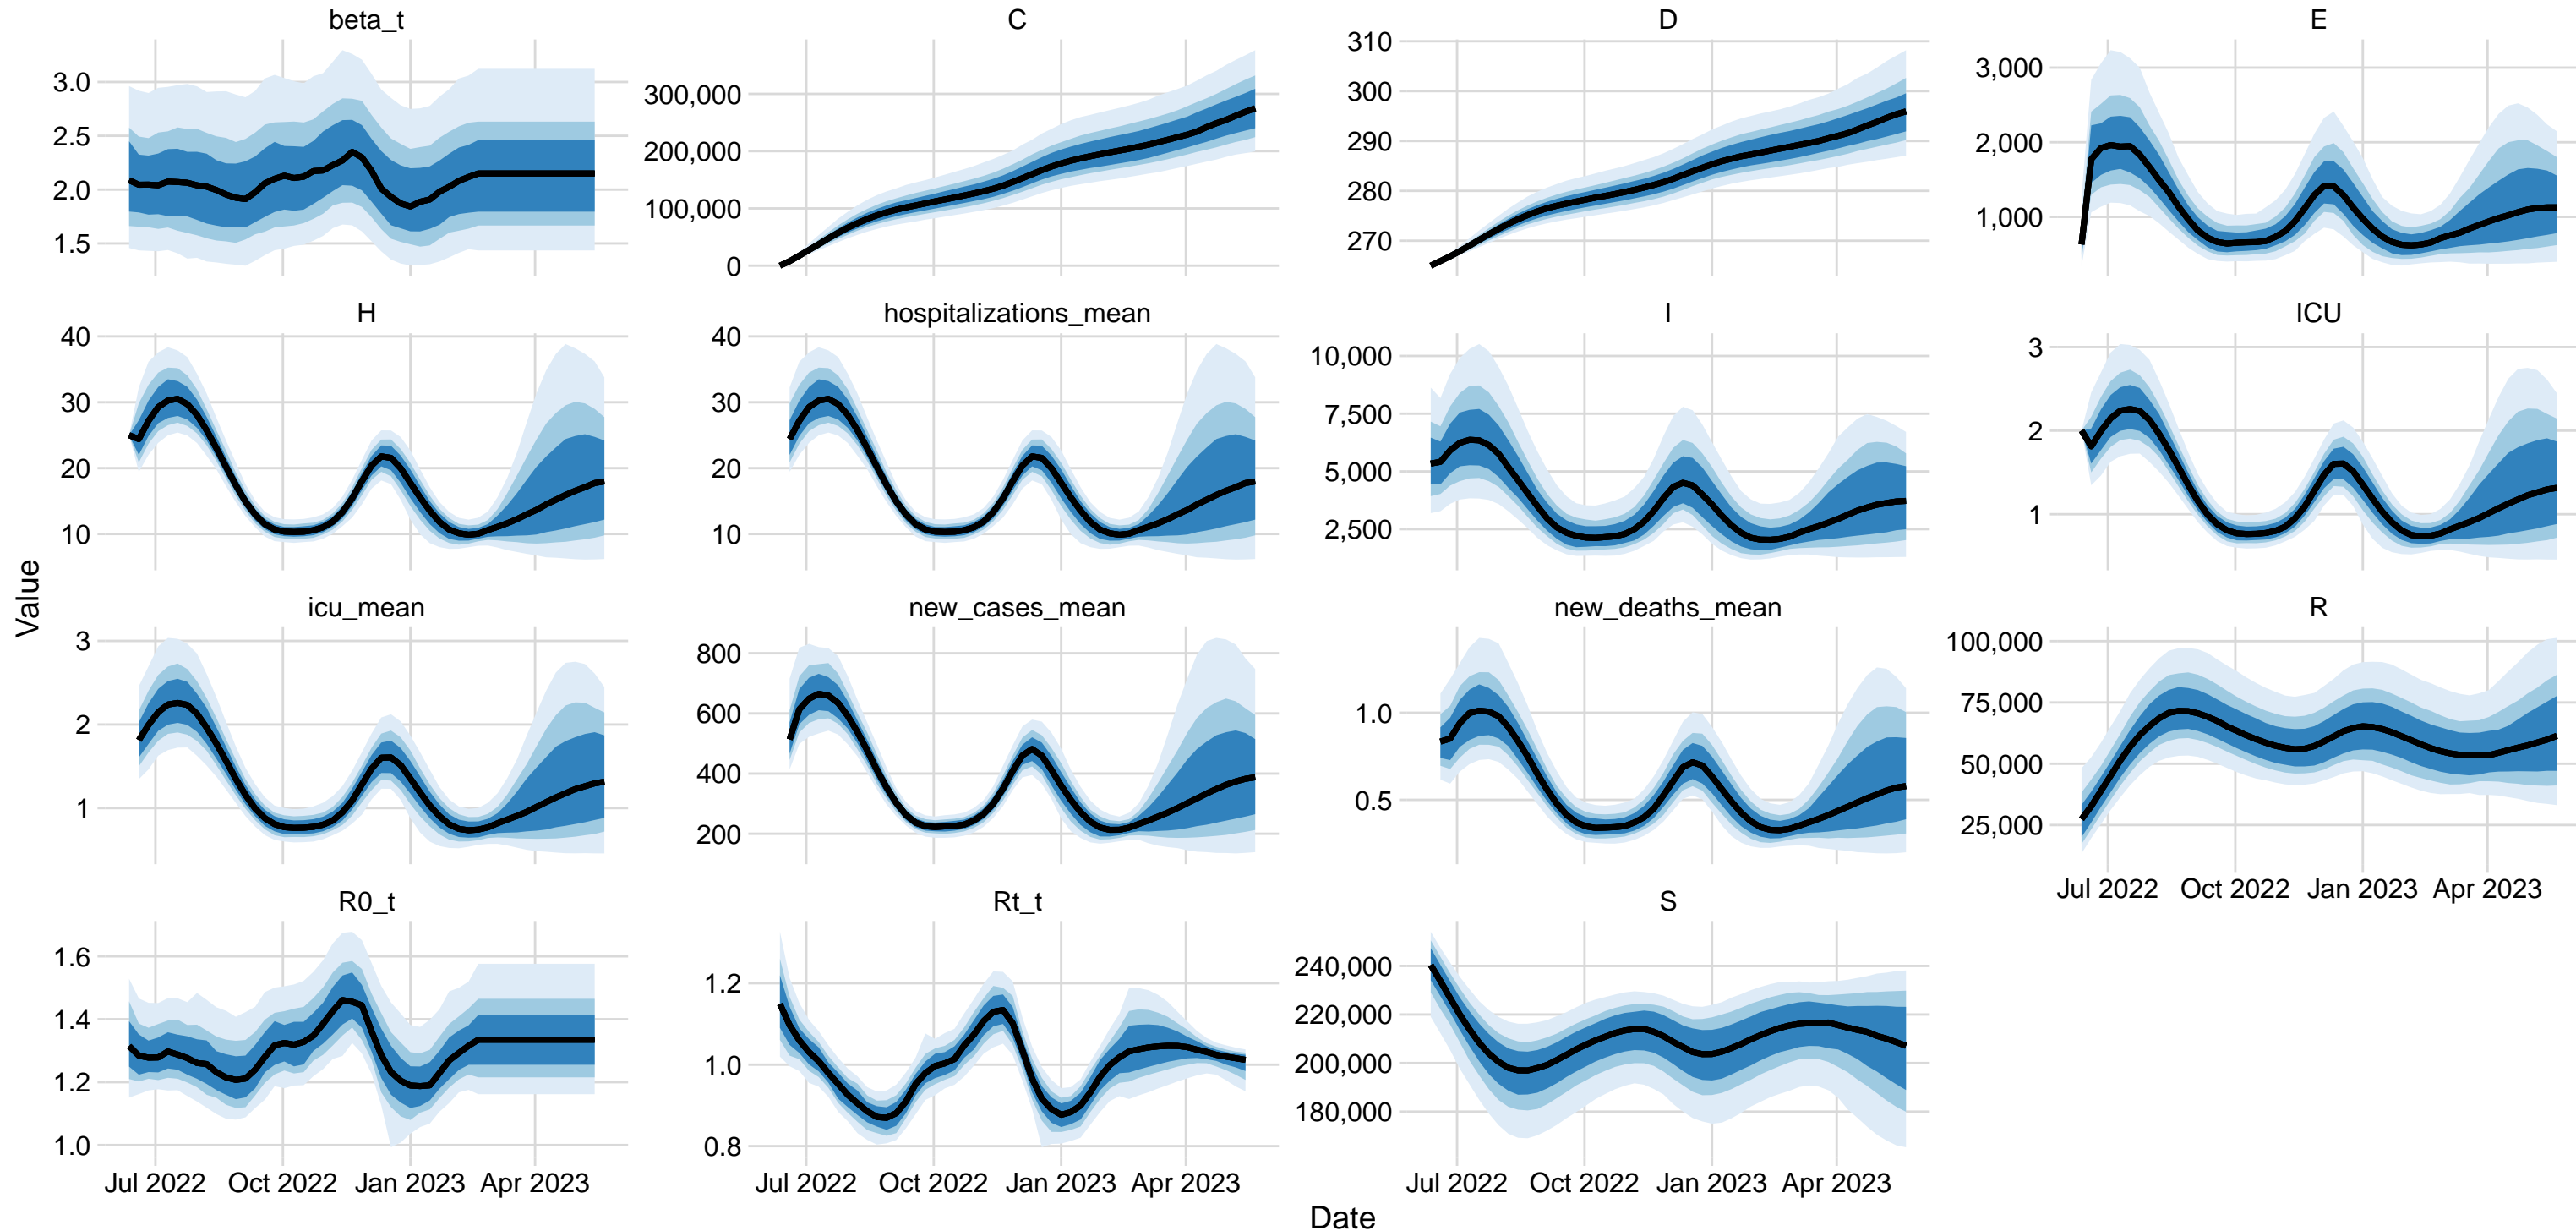 beta_t
C
D
E
3.0
2.5
2.0
1.5
300,000
200,000
100,000
0
310
300
290
280
270
3,000
2,000
1,000
H
hospitalizations_mean
I
ICU
40
30
20
10
40
30
20
10
10,000
7,500
5,000
2,500
3
2
1
Value
icu_mean
new_cases_mean
new_deaths_mean
R
3
2
1
800
600
400
200
1.0
0.5
100,000
75,000
50,000
25,000
Jul 2022 Oct 2022 Jan 2023 Apr 2023
R0_t
Rt_t
S
1.6
1.4
1.2
1.0
1.2
1.0
0.8
240,000
220,000
200,000
180,000
Jul 2022 Oct 2022 Jan 2023 Apr 2023
Jul 2022 Oct 2022 Jan 2023 Apr 2023
Jul 2022 Oct 2022 Jan 2023 Apr 2023
Date